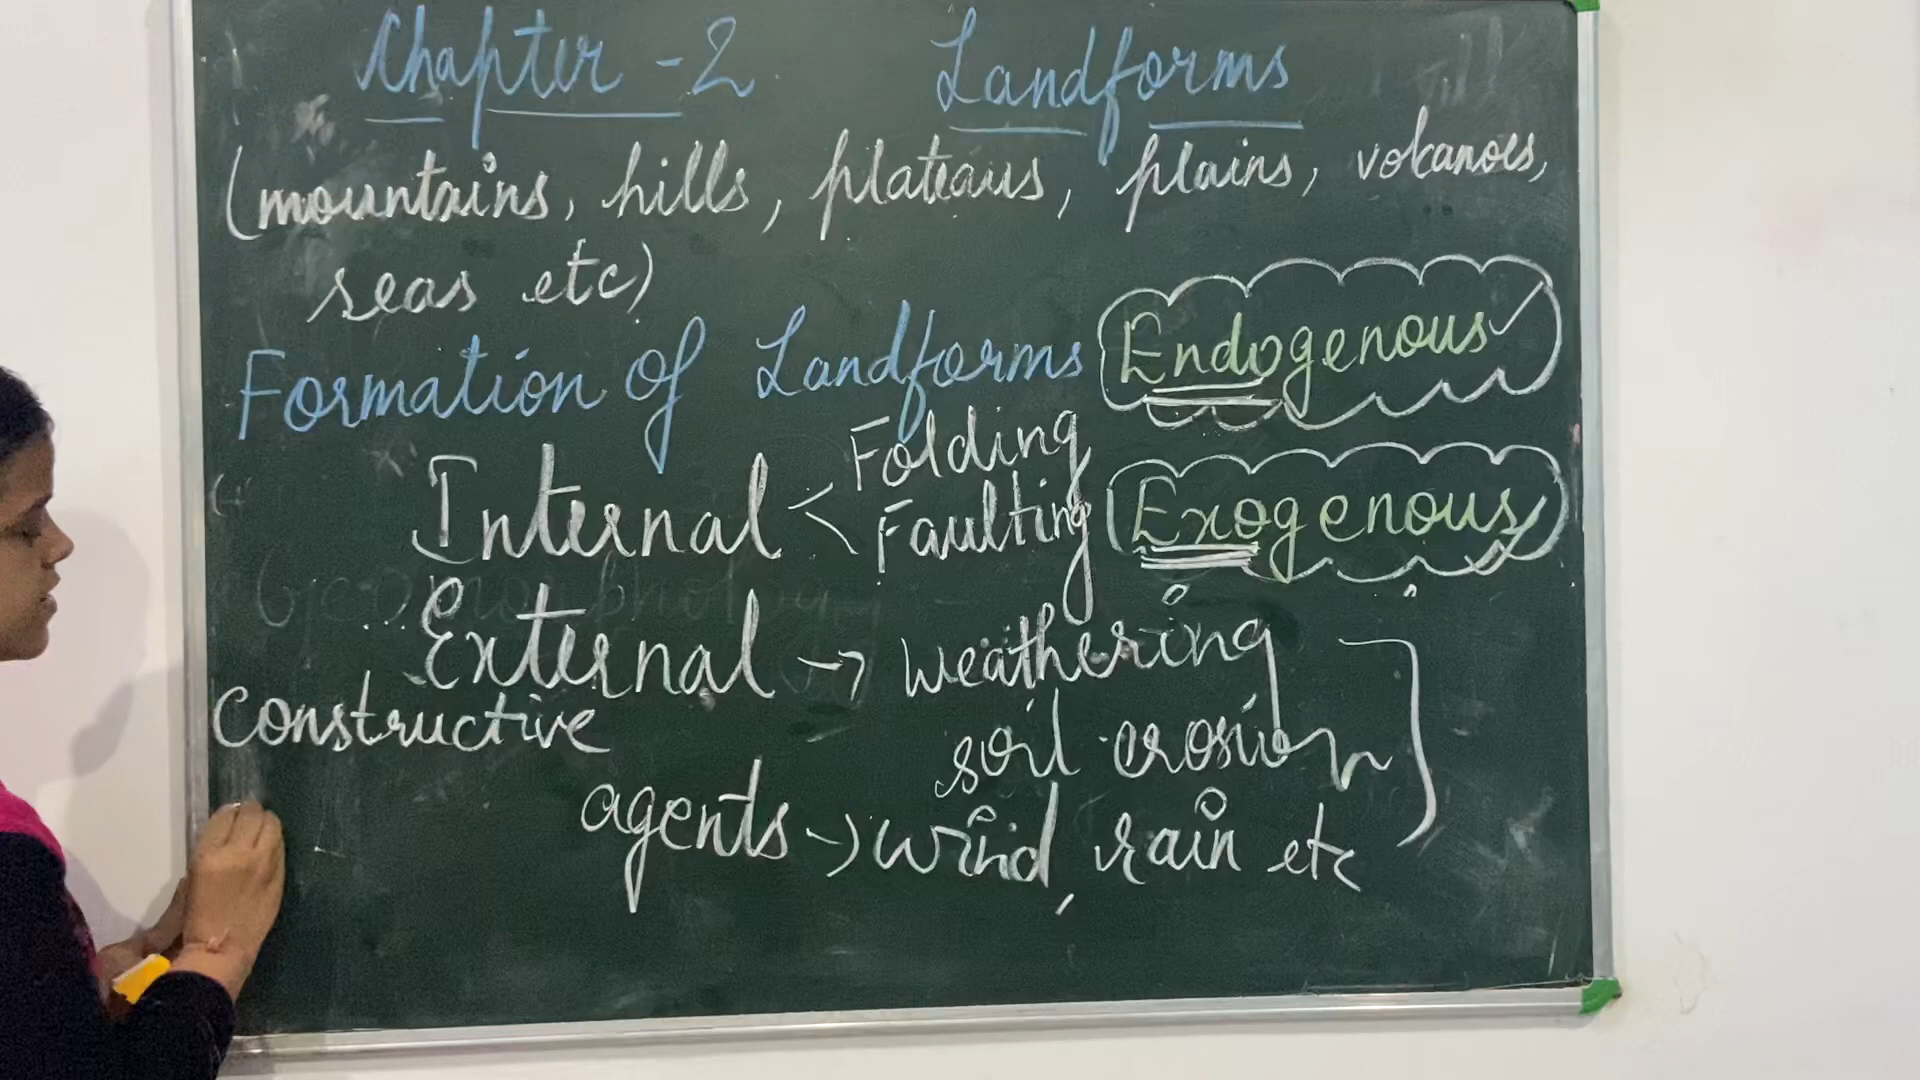 Chapter - 2 Landforms
(mountains, hills, plateaus, plains, volcanoes,
seas etc)
Formation of Landforms Endogenous
Internal < Folding
Faulting Exogenous
External → weathering
constructive soil erosion
agents → wind, rain etc